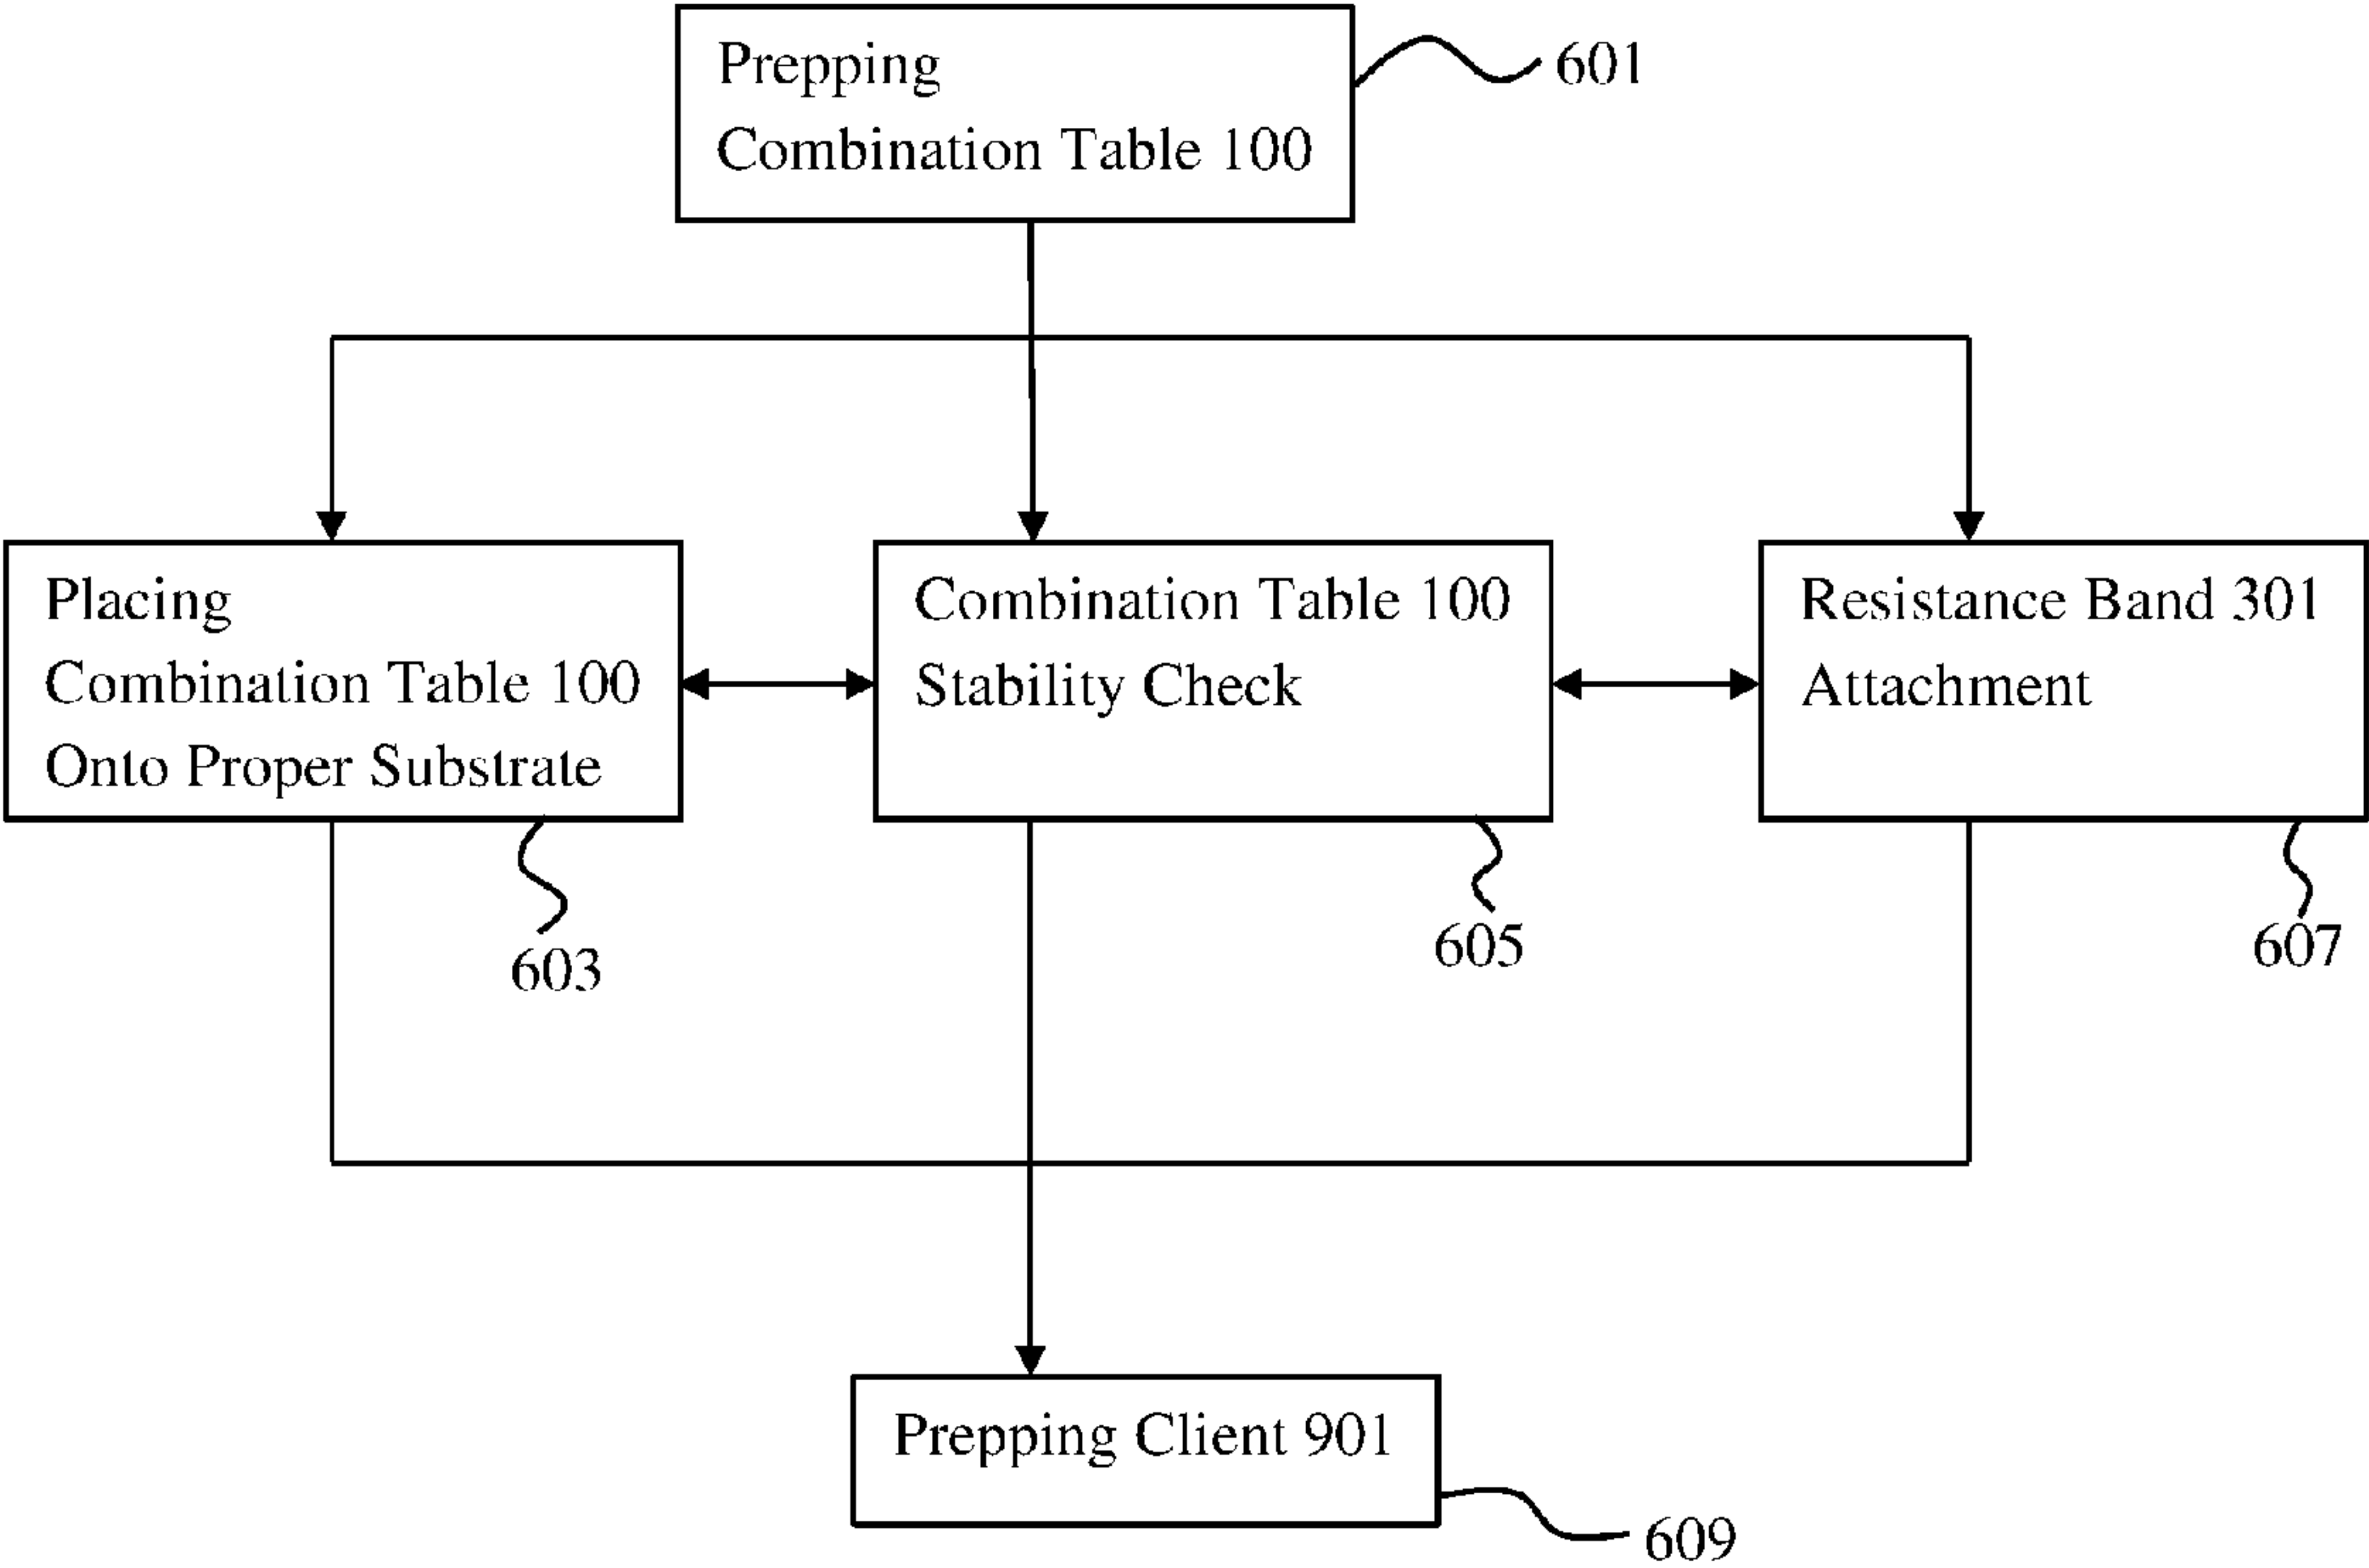 Prepping
Combination Table 100
601
Placing
Combination Table 100
Onto Proper Substrate
603
Combination Table 100
Stability Check
605
Resistance Band 301
Attachment
607
Prepping Client 901
609